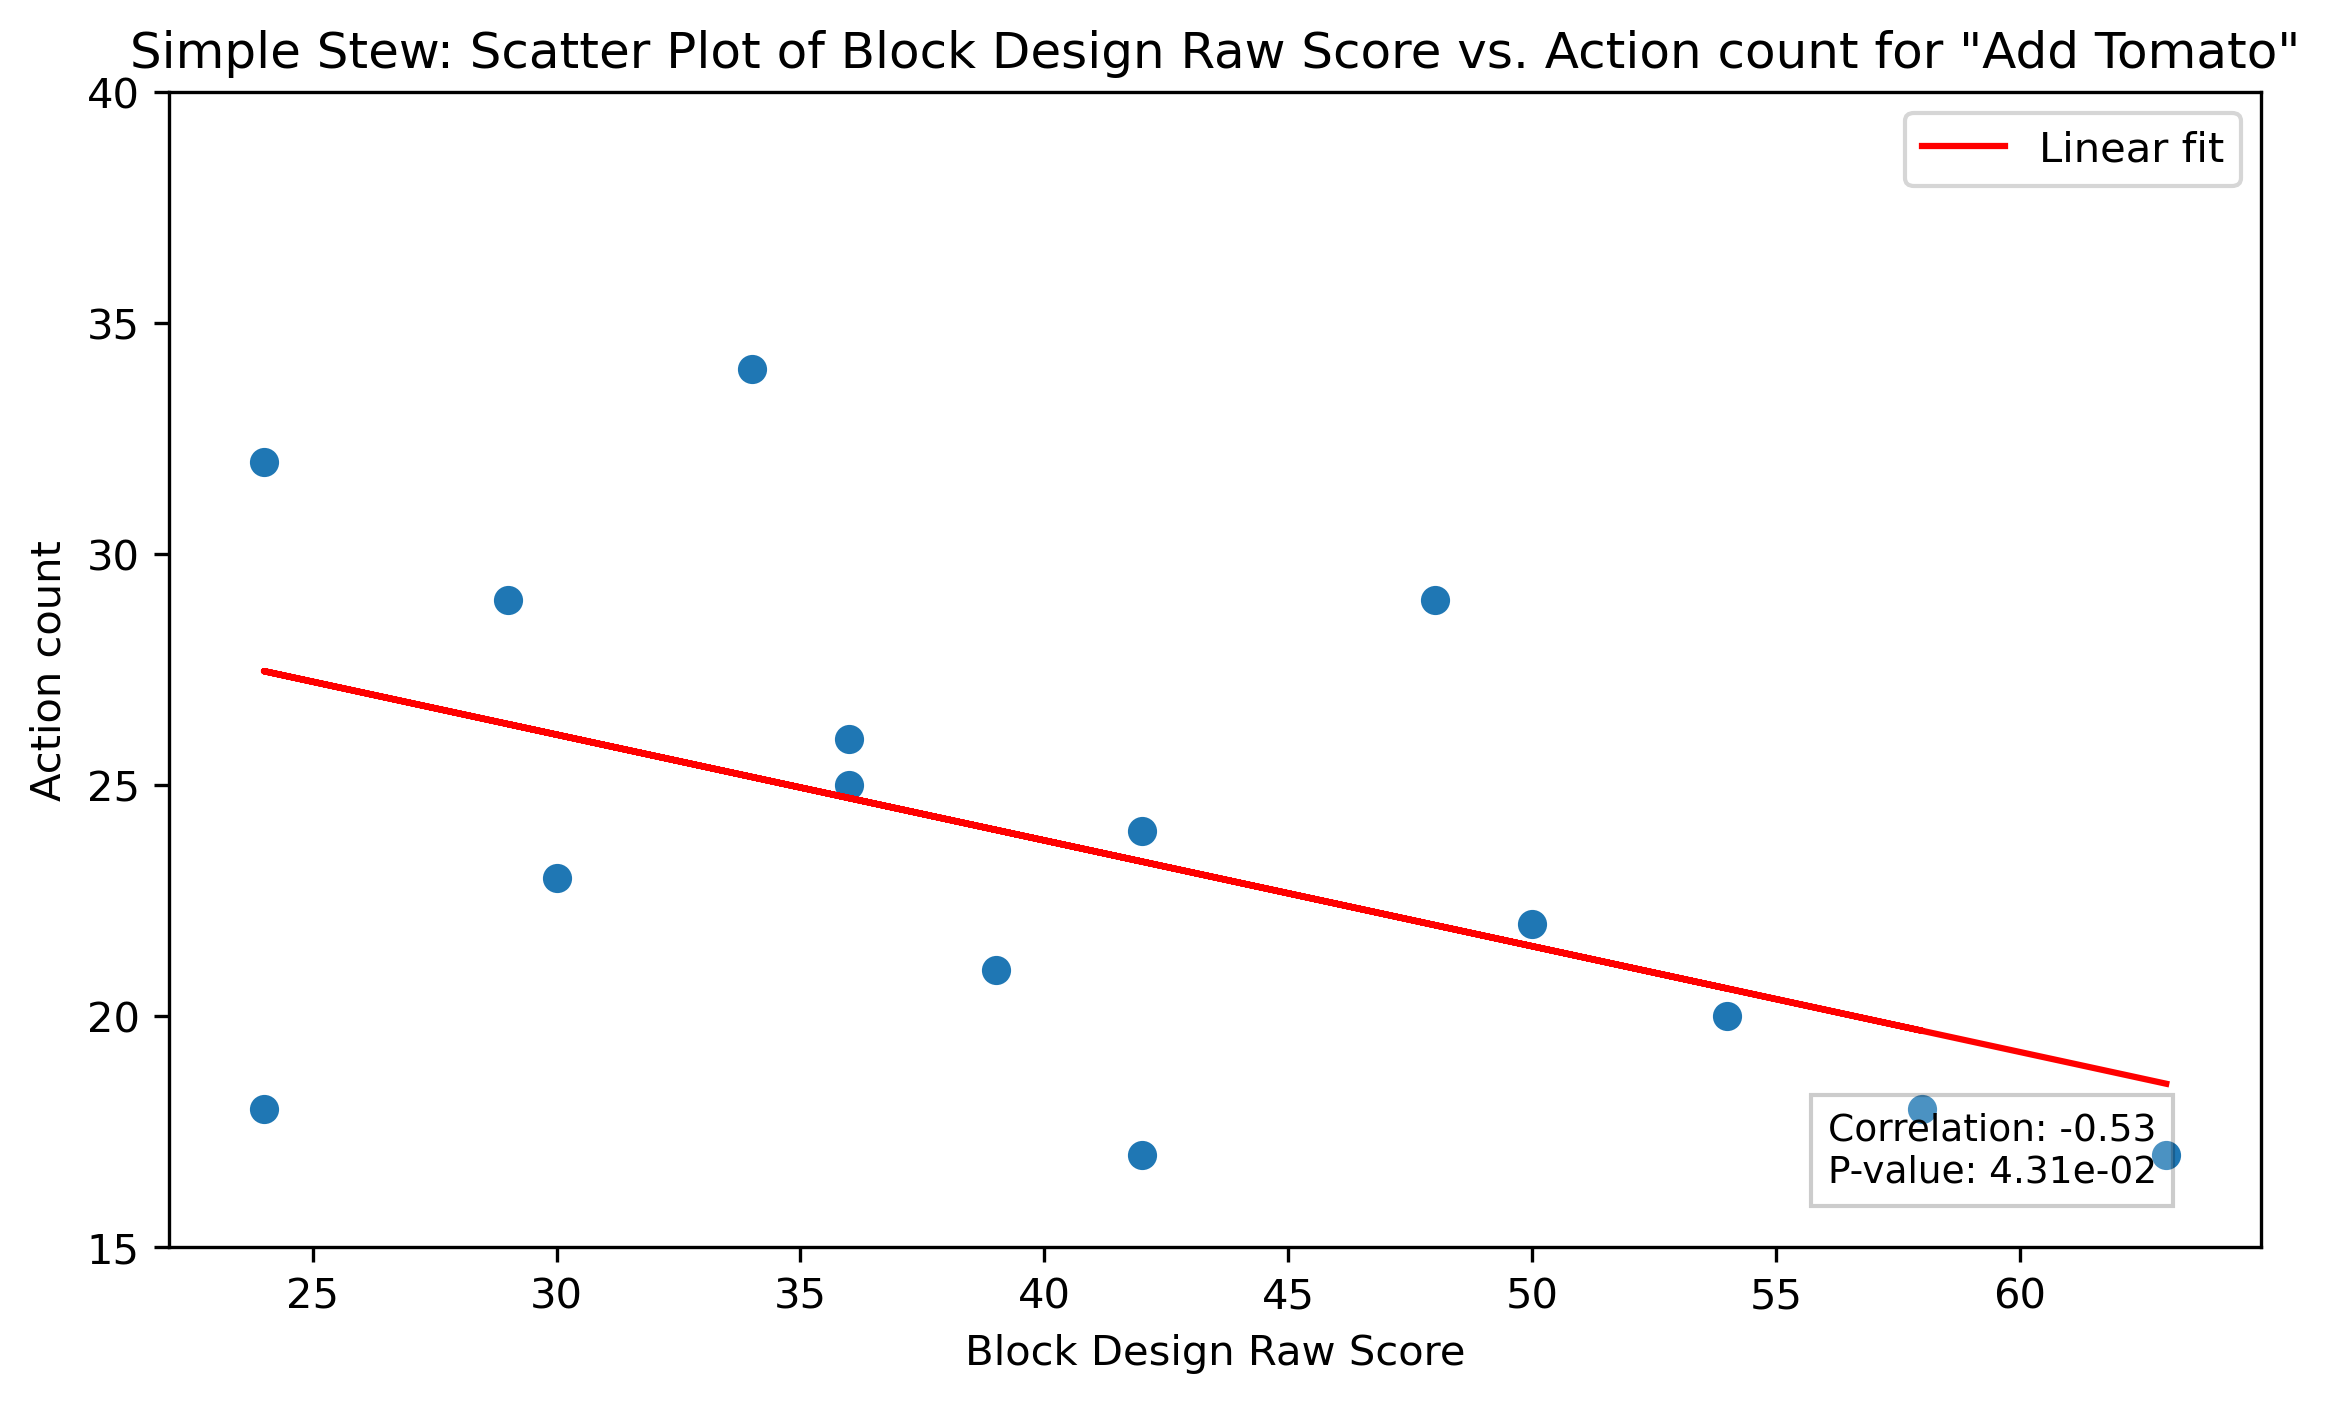 Simple Stew: Scatter Plot of Block Design Raw Score vs. Action count for "Add Tomato"
40
35
30
25
20
15
Action count
Linear fit
Correlation: -0.53
P-value: 4.31e-02
25 30 35 40 45 50 55 60
Block Design Raw Score